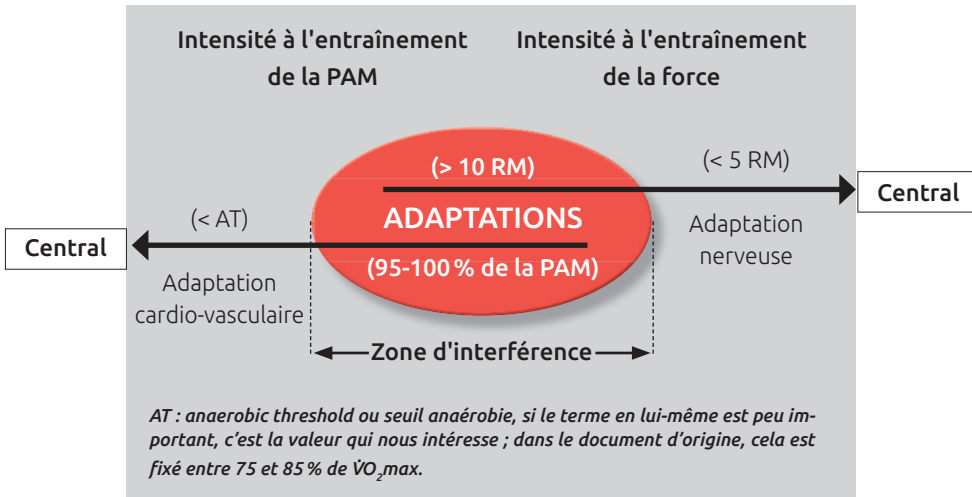 Intensité à l'entraînement
de la PAM
Intensité à l'entraînement
de la force
(> 10 RM)
(< 5 RM)
Central
ADAPTATIONS
(< AT)
Adaptation
nerveuse
Central
(95-100 % de la PAM)
Adaptation
cardio-vasculaire
Zone d'interférence
AT : anaerobic threshold ou seuil anaérobie, si le terme en lui-même est peu im-
portant, c’est la valeur qui nous intéresse ; dans le document d’origine, cela est
fixé entre 75 et 85 % de V̇O₂max.